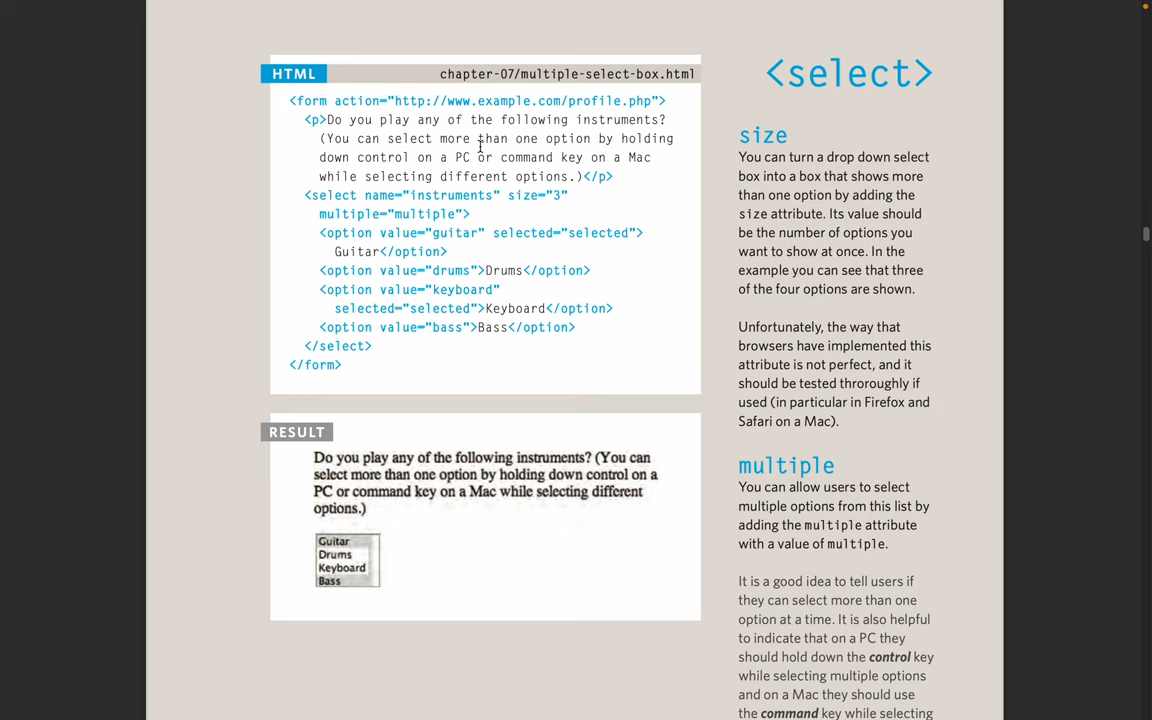 HTML
chapter-07/multiple-select-box.html
<form action="http://www.example.com/profile.php">
<p>Do you play any of the following instruments?
(You can select more than one option by holding
down control on a PC or command key on a Mac
while selecting different options.)</p>
<select name="instruments" size="3"
multiple="multiple">
<option value="guitar" selected="selected">
Guitar</option>
<option value="drums">Drums</option>
<option value="keyboard"
selected="selected">Keyboard</option>
<option value="bass">Bass</option>
</select>
</form>
RESULT
Do you play any of the following instruments? (You can
select more than one option by holding down control on a
PC or command key on a Mac while selecting different
options.)
Guitar
Drums
Keyboard
Bass
<select>
size
You can turn a drop down select
box into a box that shows more
than one option by adding the
size attribute. Its value should
be the number of options you
want to show at once. In the
example you can see that three
of the four options are shown.
Unfortunately, the way that
browsers have implemented this
attribute is not perfect, and it
should be tested throroughly if
used (in particular in Firefox and
Safari on a Mac).
multiple
You can allow users to select
multiple options from this list by
adding the multiple attribute
with a value of multiple.
It is a good idea to tell users if
they can select more than one
option at a time. It is also helpful
to indicate that on a PC they
should hold down the control key
while selecting multiple options
and on a Mac they should use
the command key while selecting